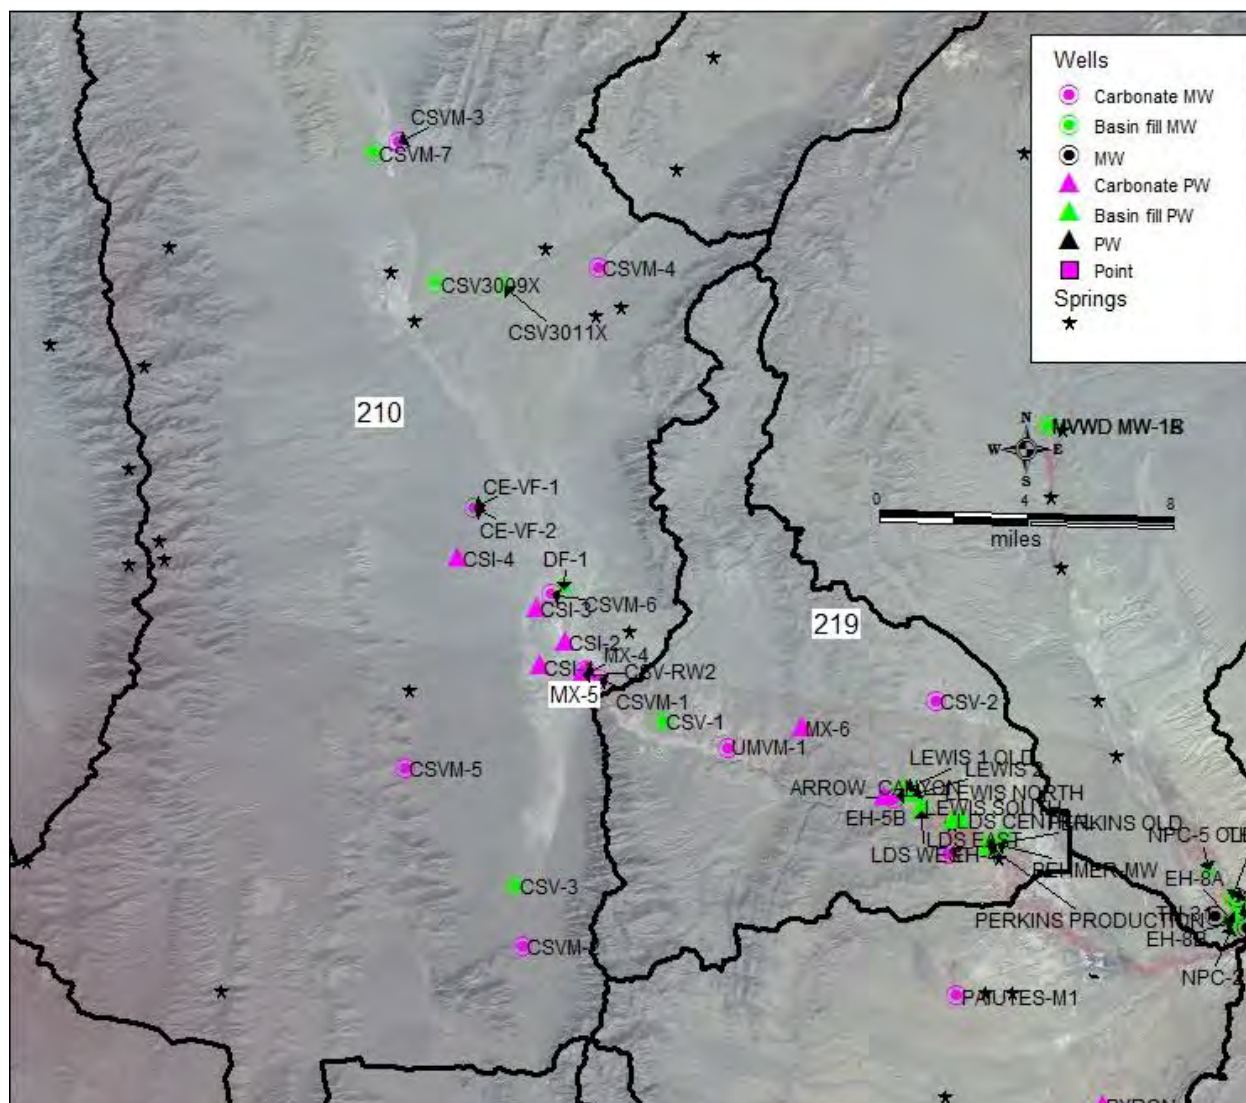 Wells
Carbonate MW
Basin fill MW
MW
Carbonate PW
Basin fill PW
PW
Point
Springs
CSVM-3
CSVM-7
CSVM-4
CSV3009X
CSV3011X
210
N
W E
S
MVWD
0 4 8
miles
CE-VF-1
CE-VF-2
CSI-4
DF-1
CSVM-6
CSI-3
219
CSI-2
MX-4
CSV-RW2
MX-5
CSVM-1
CSV-1
CSV-2
MX-6
UMVM-1
CSVM-5
LEWIS 1 OLD
LEWIS 2
ARROW_CANYON
LEWIS NORTH
LEWIS SOUTH
EH-5B
LDS CENTRAL
PERKINS OLD
LDS EAST
LDS WEST
EH-4
BEHMER-MW
NPC-5
EH-8A
CSV-3
PERKINS PRODUCTION
EH-8B
NPC-2
PAIUTES-M1